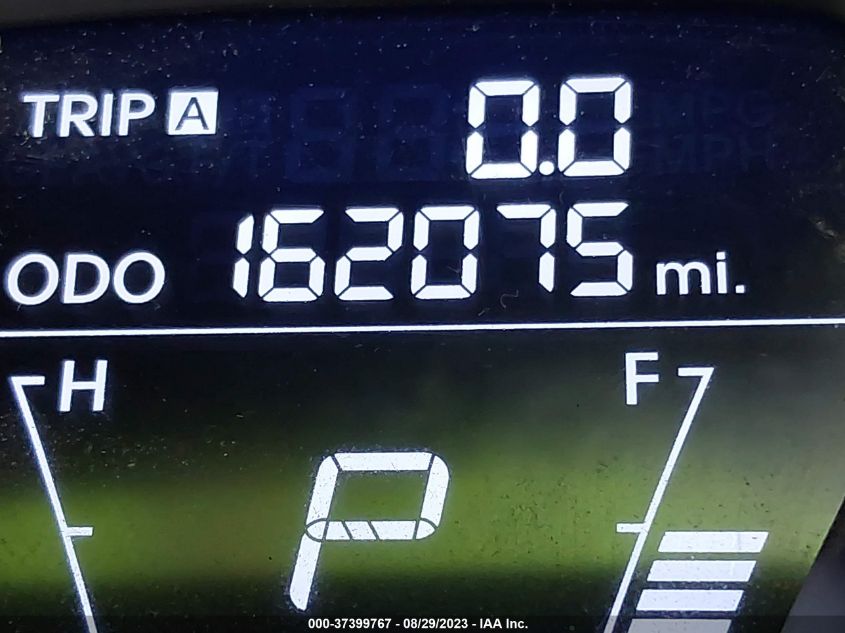 TRIP A 0.0
ODO 162075 mi.
H F
P
000-37399767 - 08/29/2023 - IAA Inc.